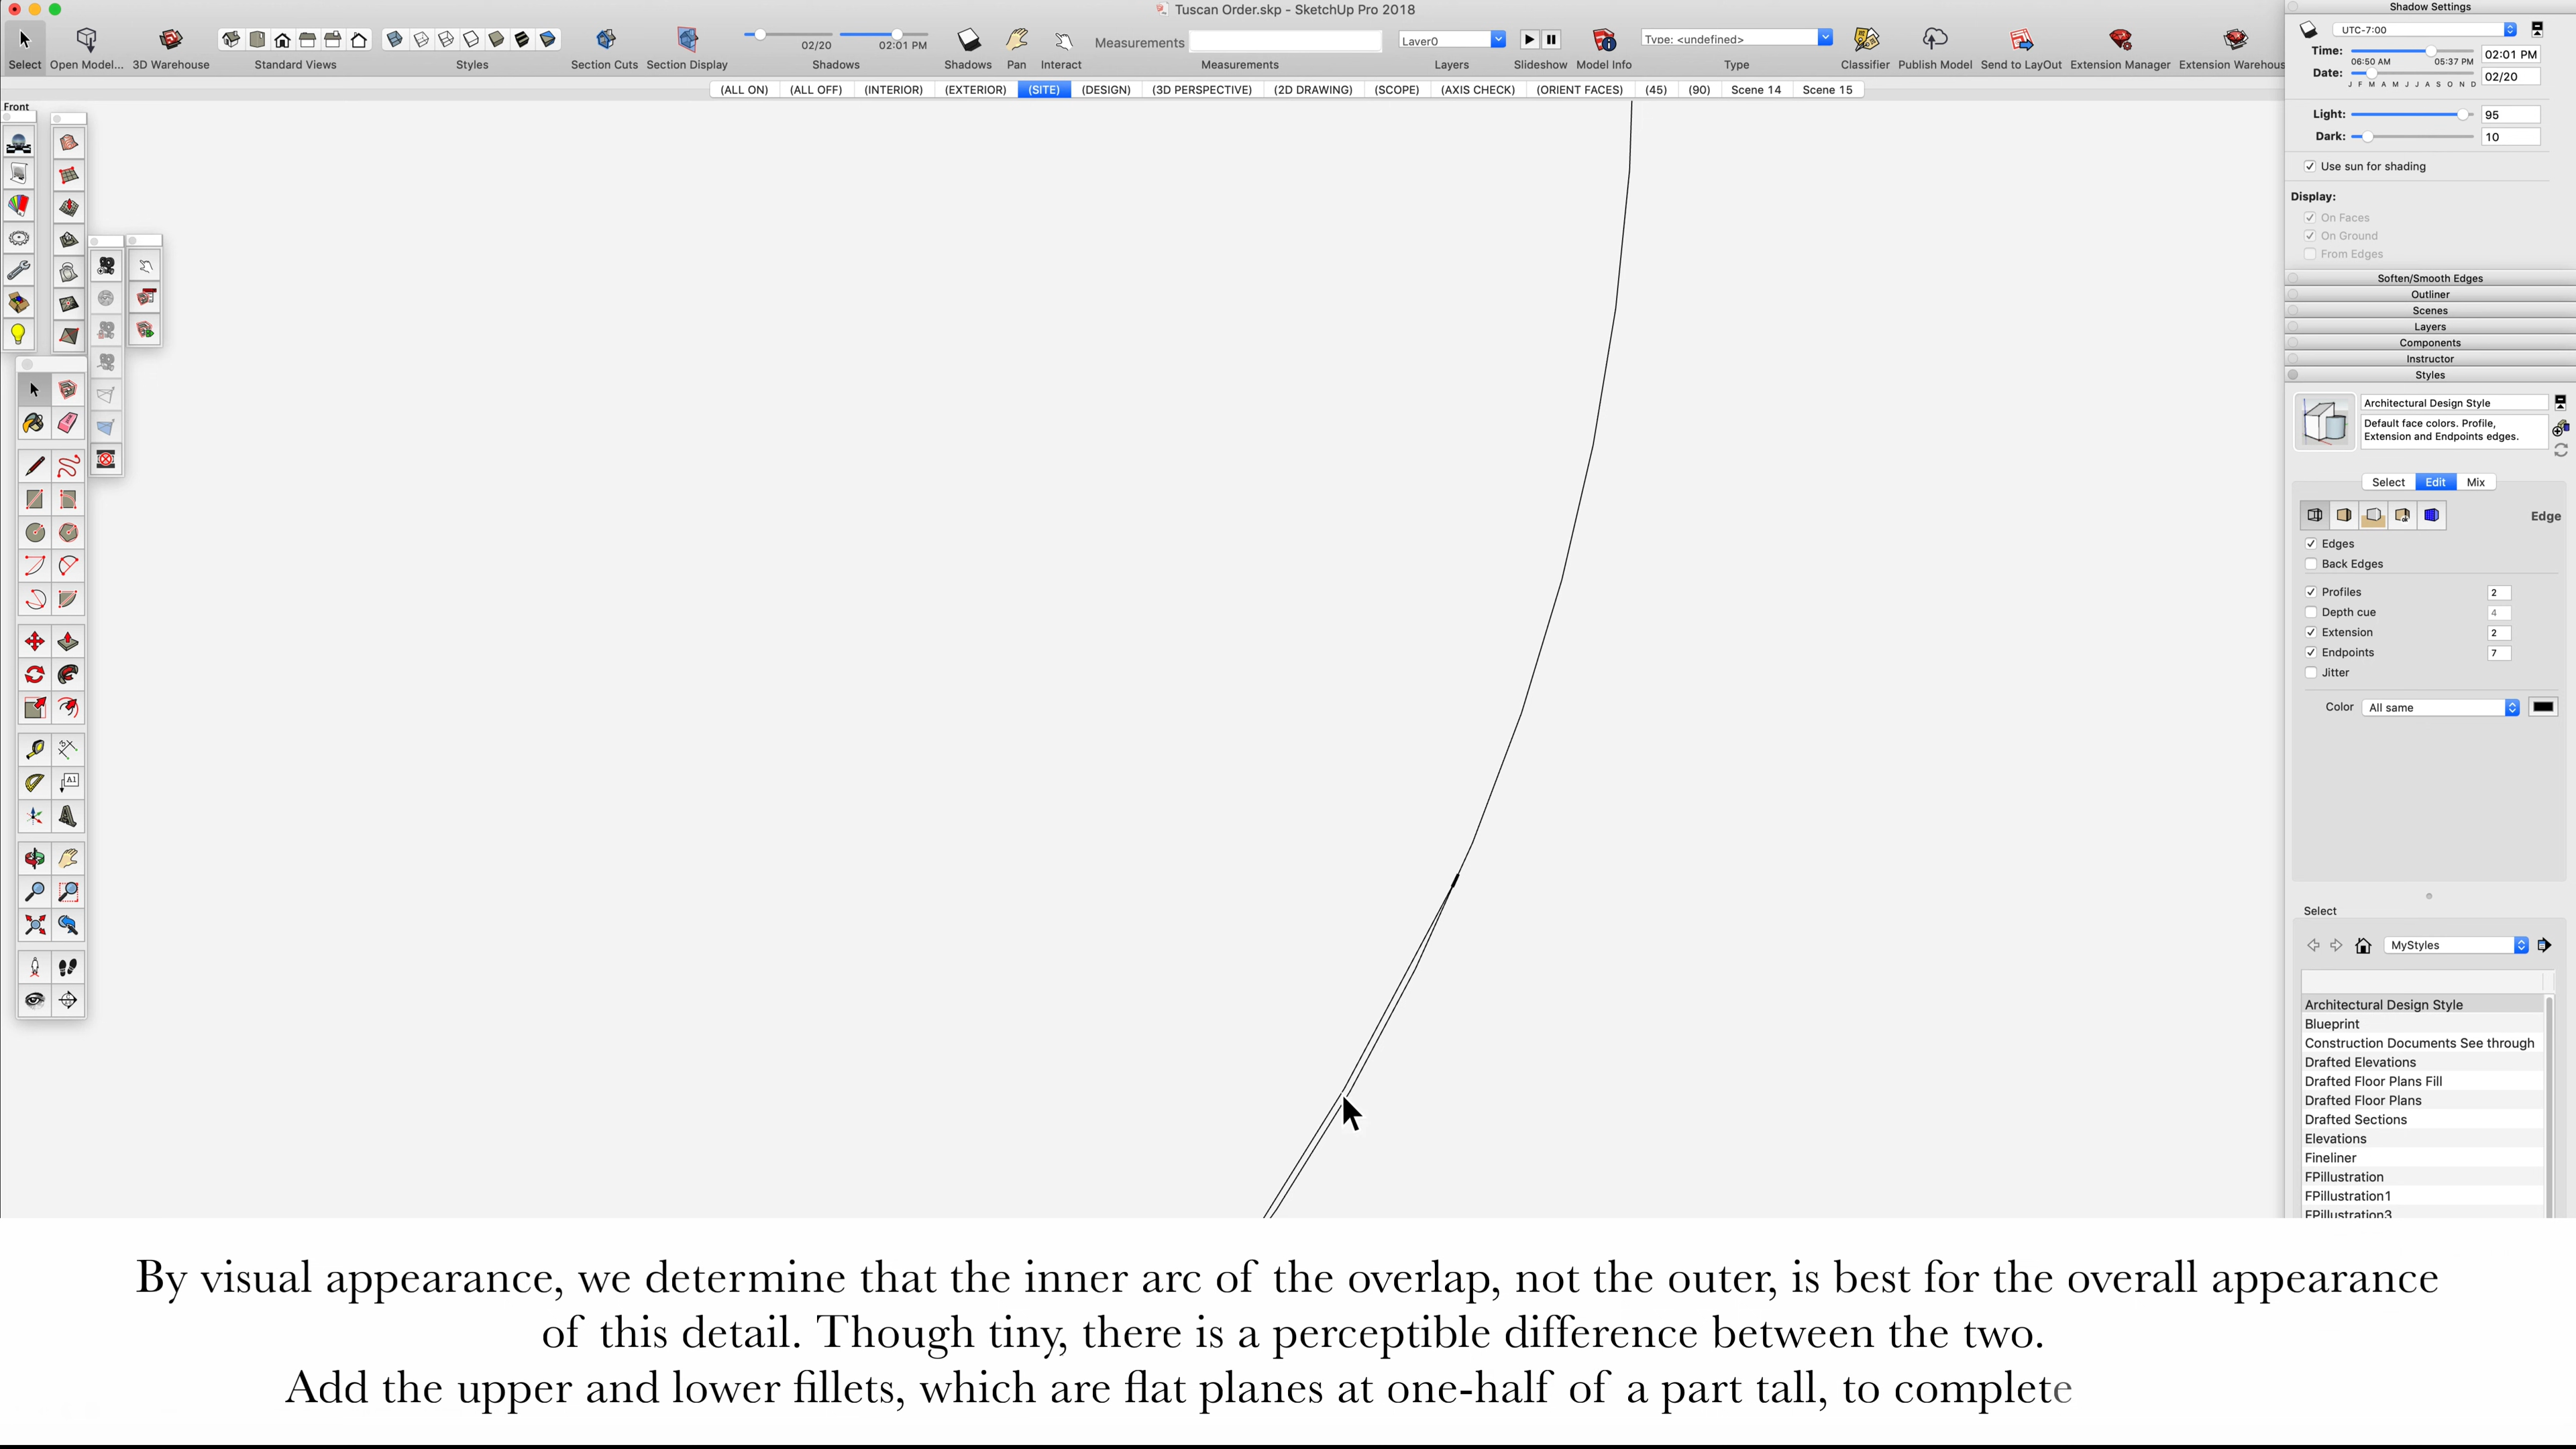 Tuscan Order.skp - SketchUp Pro 2018
Shadow Settings
02/20
02:01 PM
Measurements
Layer0
Type: <undefined>
Select
Open Model...
3D Warehouse
Standard Views
Styles
Section Cuts
Section Display
Shadows
Shadows
Pan
Interact
Measurements
Layers
Slideshow
Model Info
Type
Classifier
Publish Model
Send to LayOut
Extension Manager
Extension Warehous
(ALL ON)
(ALL OFF)
(INTERIOR)
(EXTERIOR)
(SITE)
(DESIGN)
(3D PERSPECTIVE)
(2D DRAWING)
(SCOPE)
(AXIS CHECK)
(ORIENT FACES)
(45)
(90)
Scene 14
Scene 15
Front
UTC-7:00
Time:
02:01 PM
06:50 AM
05:37 PM
Date:
02/20
J F M A M J J A S O N D
Light:
95
Dark:
10
Use sun for shading
Display:
On Faces
On Ground
From Edges
Soften/Smooth Edges
Outliner
Scenes
Layers
Components
Instructor
Styles
Architectural Design Style
Default face colors. Profile,
Extension and Endpoints edges.
Select
Edit
Mix
Edge
Edges
Back Edges
Profiles
2
Depth cue
4
Extension
2
Endpoints
7
Jitter
Color
All same
Select
MyStyles
Architectural Design Style
Blueprint
Construction Documents See through
Drafted Elevations
Drafted Floor Plans Fill
Drafted Floor Plans
Drafted Sections
Elevations
Fineliner
FPillustration
FPillustration1
FPillustration3
By visual appearance, we determine that the inner arc of the overlap, not the outer, is best for the overall appearance
of this detail. Though tiny, there is a perceptible difference between the two.
Add the upper and lower fillets, which are flat planes at one-half of a part tall, to complete